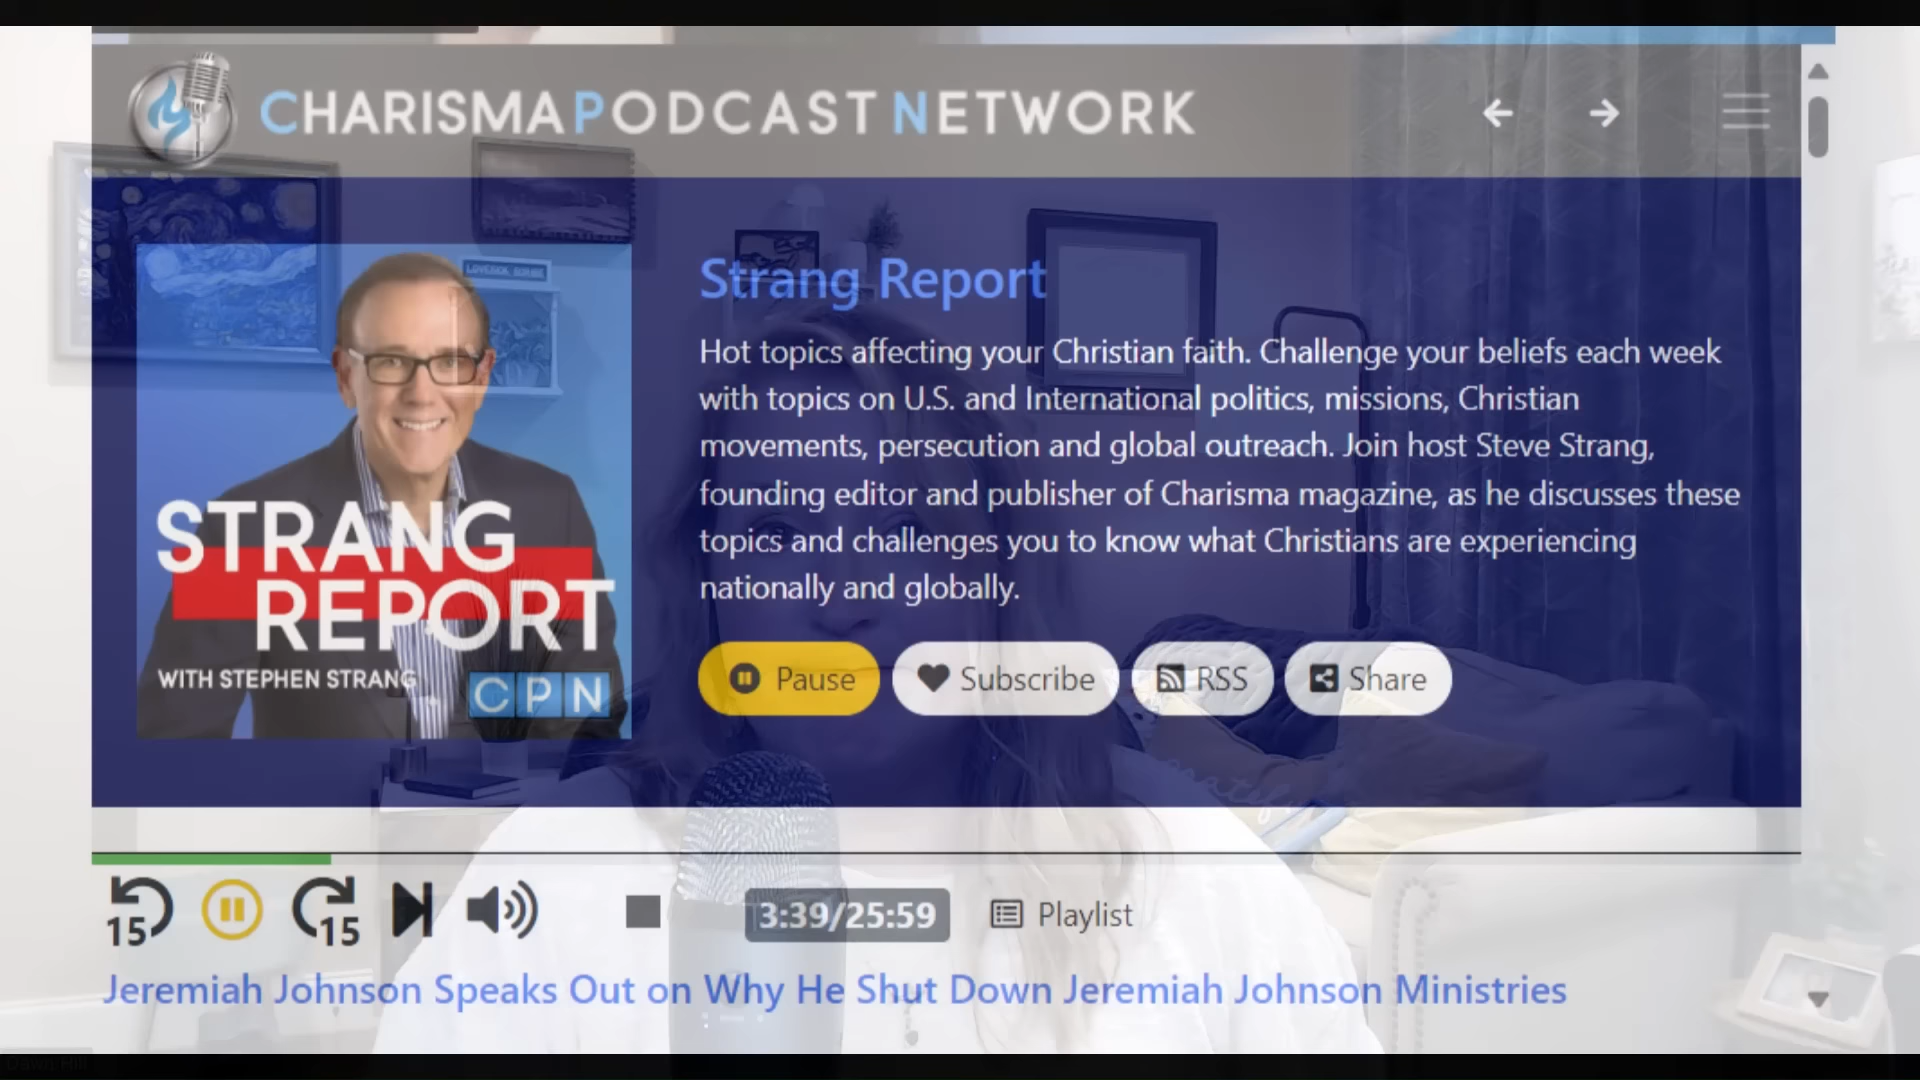 CHARISMA PODCAST NETWORK
LOVESICK SCRIBE
Strang Report
Hot topics affecting your Christian faith. Challenge your beliefs each week
with topics on U.S. and International politics, missions, Christian
movements, persecution and global outreach. Join host Steve Strang,
founding editor and publisher of Charisma magazine, as he discusses these
topics and challenges you to know what Christians are experiencing
nationally and globally.
STRANG
REPORT
WITH STEPHEN STRANG
CPN
Pause Subscribe RSS Share
15 15 3:39/25:59 Playlist
Jeremiah Johnson Speaks Out on Why He Shut Down Jeremiah Johnson Ministries
Dawn Hill